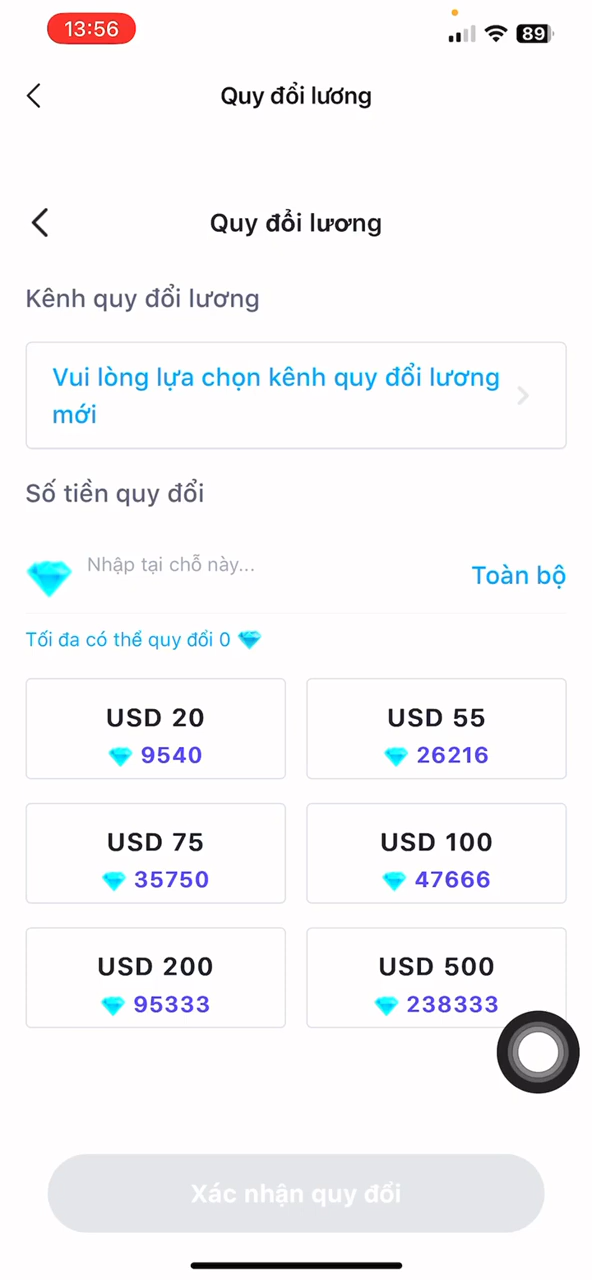 13:56
89
Quy đổi lương
Quy đổi lương
Kênh quy đổi lương
Vui lòng lựa chọn kênh quy đổi lương
mới
Số tiền quy đổi
Nhập tại chỗ này...
Toàn bộ
Tối đa có thể quy đổi 0
USD 20
9540
USD 55
26216
USD 75
35750
USD 100
47666
USD 200
95333
USD 500
238333
Xác nhận quy đổi